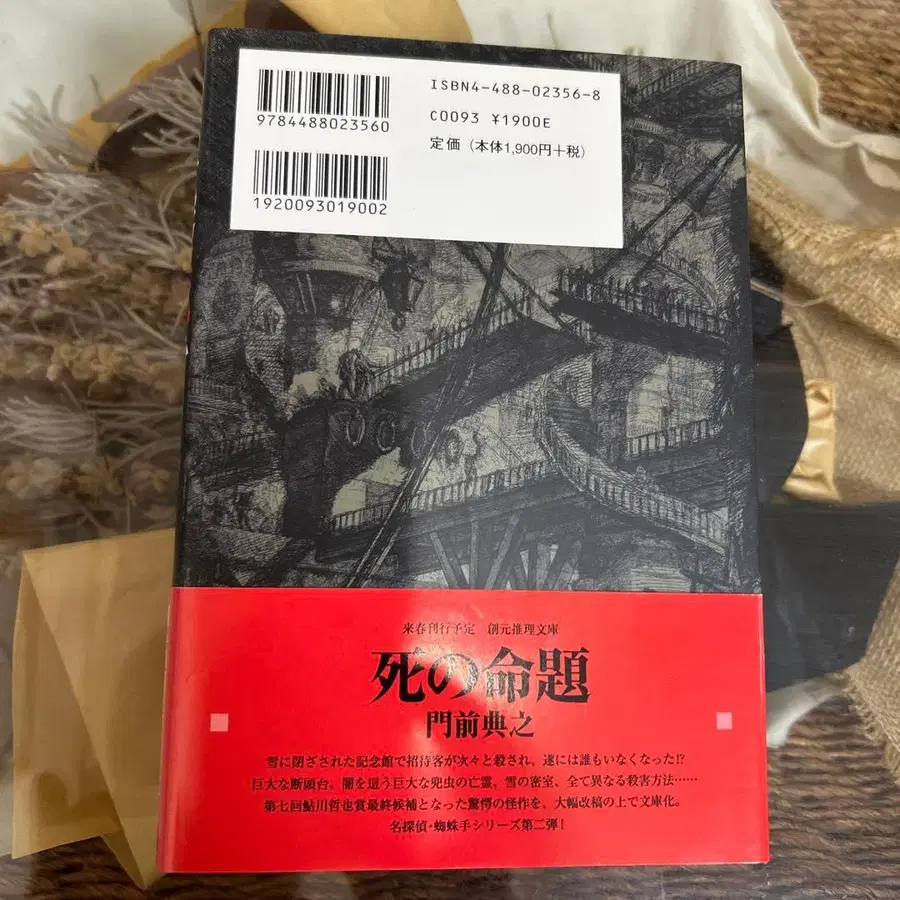 ISBN4-488-02356-8
C0093 ¥1900E
定価（本体1,900円＋税）
9784488023560
1920093019002
来春刊行予定 創元推理文庫
死の命題
門前典之
雪に閉ざされた記念館で招待客が次々と殺され、遂には誰もいなくなった!?
巨大な断頭台、闇を這う巨大な兜虫の亡霊、雪の密室、全て異なる殺害方法……
第七回鮎川哲也賞最終候補となった驚愕の怪作を、大幅改稿の上で文庫化。
名探偵・蜘蛛手シリーズ第二弾！